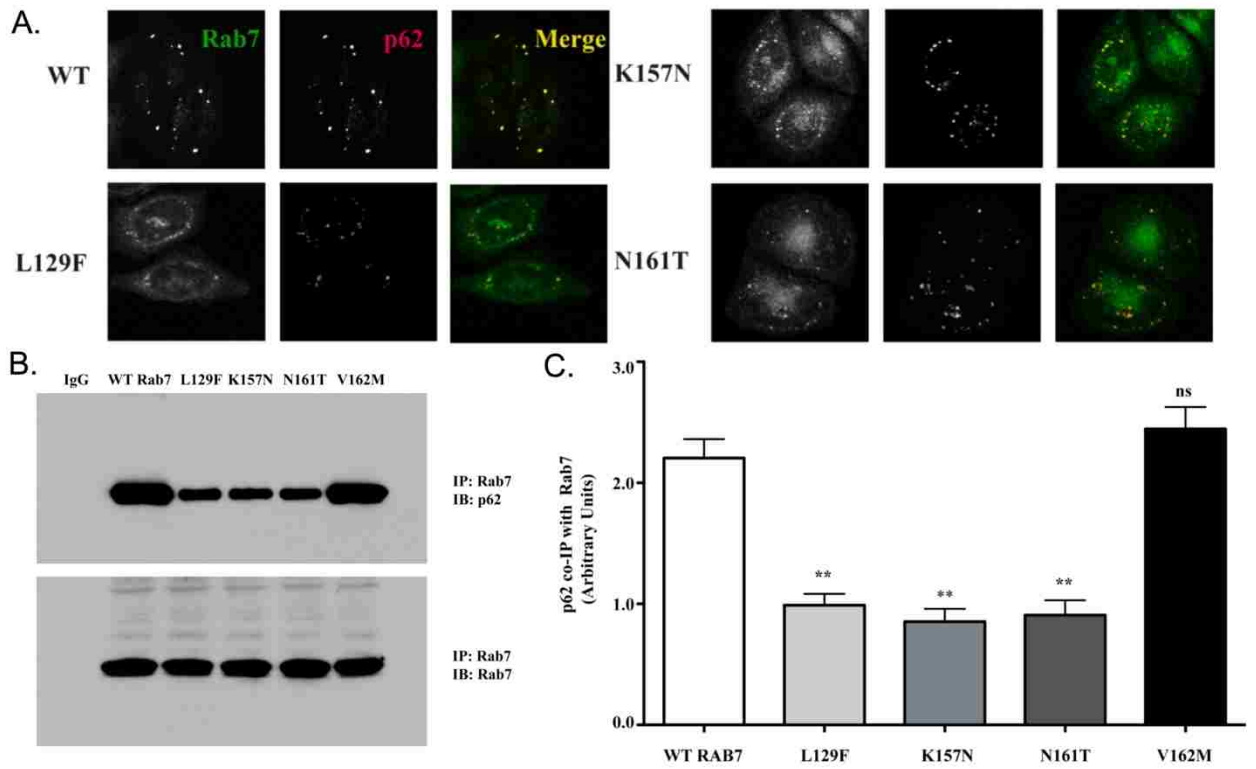 A.
Rab7 p62 Merge
WT
K157N
L129F
N161T
B.
IgG WT Rab7 L129F K157N N161T V162M
IP: Rab7
IB: p62
IP: Rab7
IB: Rab7
C.
p62 co-IP with Rab7
(Arbitrary Units)
3.0
2.0
1.0
0.0
**
**
**
ns
WT RAB7 L129F K157N N161T V162M